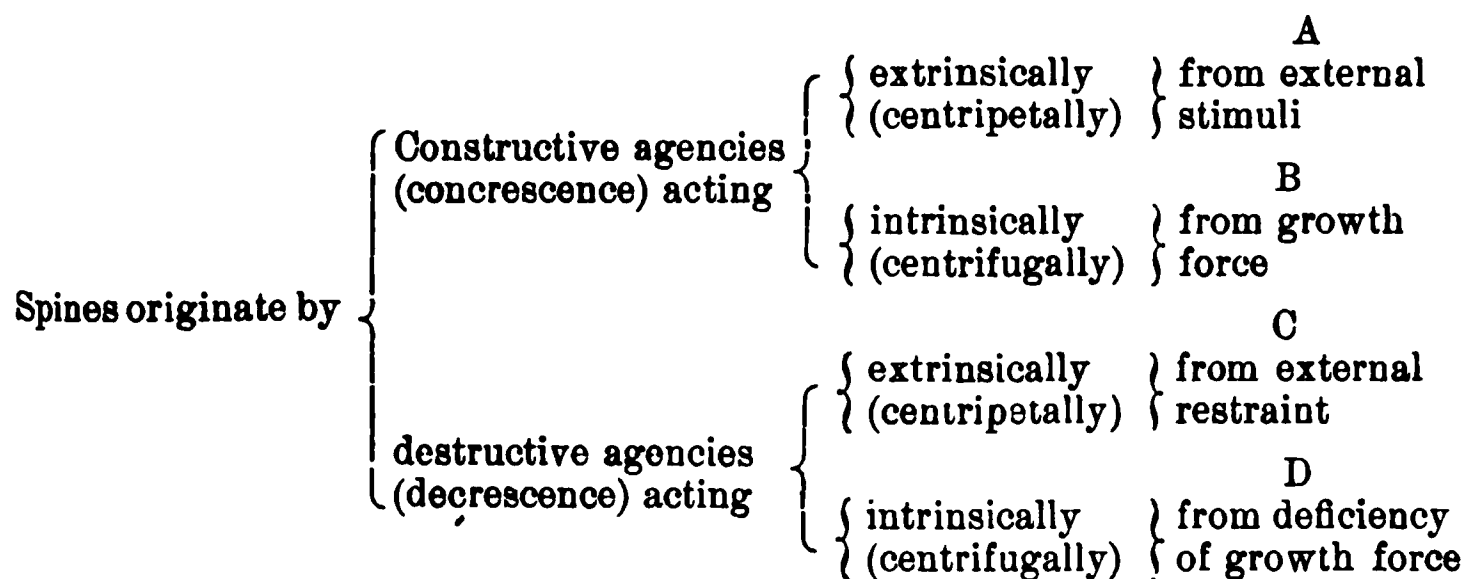 A
extrinsically from external
(centripetally) stimuli
Constructive agencies
(concrescence) acting
B
intrinsically from growth
(centrifugally) force
Spines originate by
C
extrinsically from external
(centripetally) restraint
destructive agencies
(decrescence) acting
D
intrinsically from deficiency
(centrifugally) of growth force